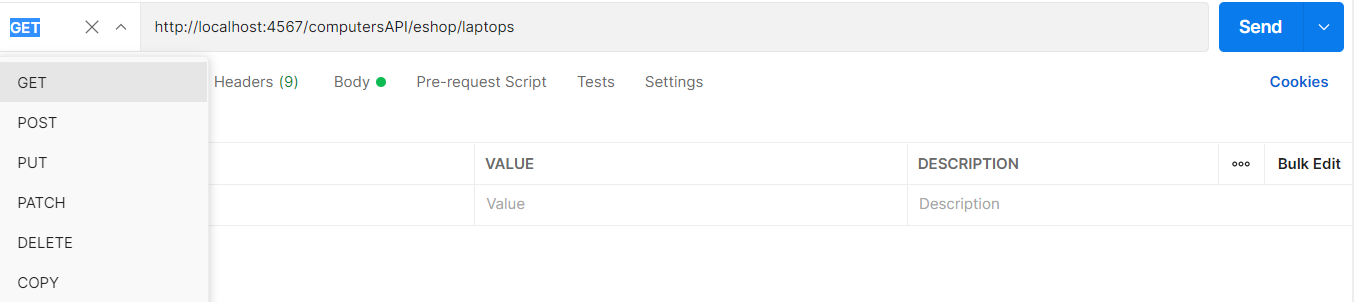 GET http://localhost:4567/computersAPI/eshop/laptops Send
GET Headers (9) Body Pre-request Script Tests Settings Cookies
POST
PUT VALUE DESCRIPTION Bulk Edit
PATCH Value Description
DELETE
COPY